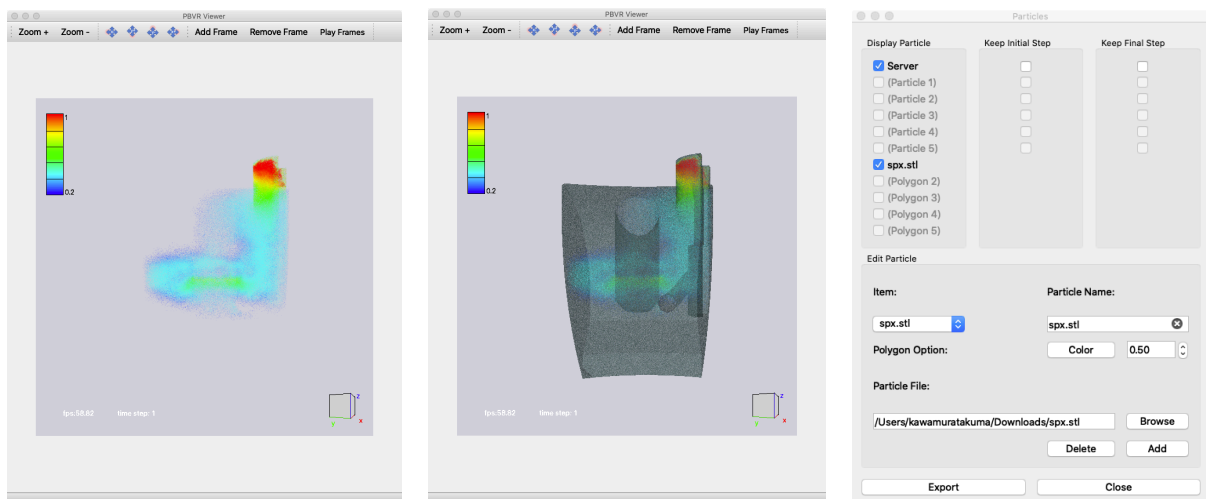 PBVR Viewer
Zoom + Zoom - Add Frame Remove Frame Play Frames
1
0.2
fps:58.82 time step: 1
z
y x
PBVR Viewer
Zoom + Zoom - Add Frame Remove Frame Play Frames
1
0.2
fps:58.82 time step: 1
z
y x
Particles
Display Particle Keep Initial Step Keep Final Step
Server
(Particle 1)
(Particle 2)
(Particle 3)
(Particle 4)
(Particle 5)
spx.stl
(Polygon 2)
(Polygon 3)
(Polygon 4)
(Polygon 5)
Edit Particle
Item: Particle Name:
spx.stl spx.stl
Polygon Option: Color 0.50
Particle File:
/Users/kawamuratakuma/Downloads/spx.stl Browse
Delete Add
Export Close